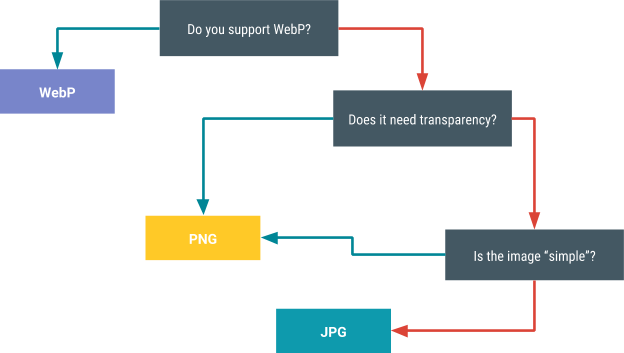 Do you support WebP?
WebP
Does it need transparency?
PNG
Is the image “simple”?
JPG